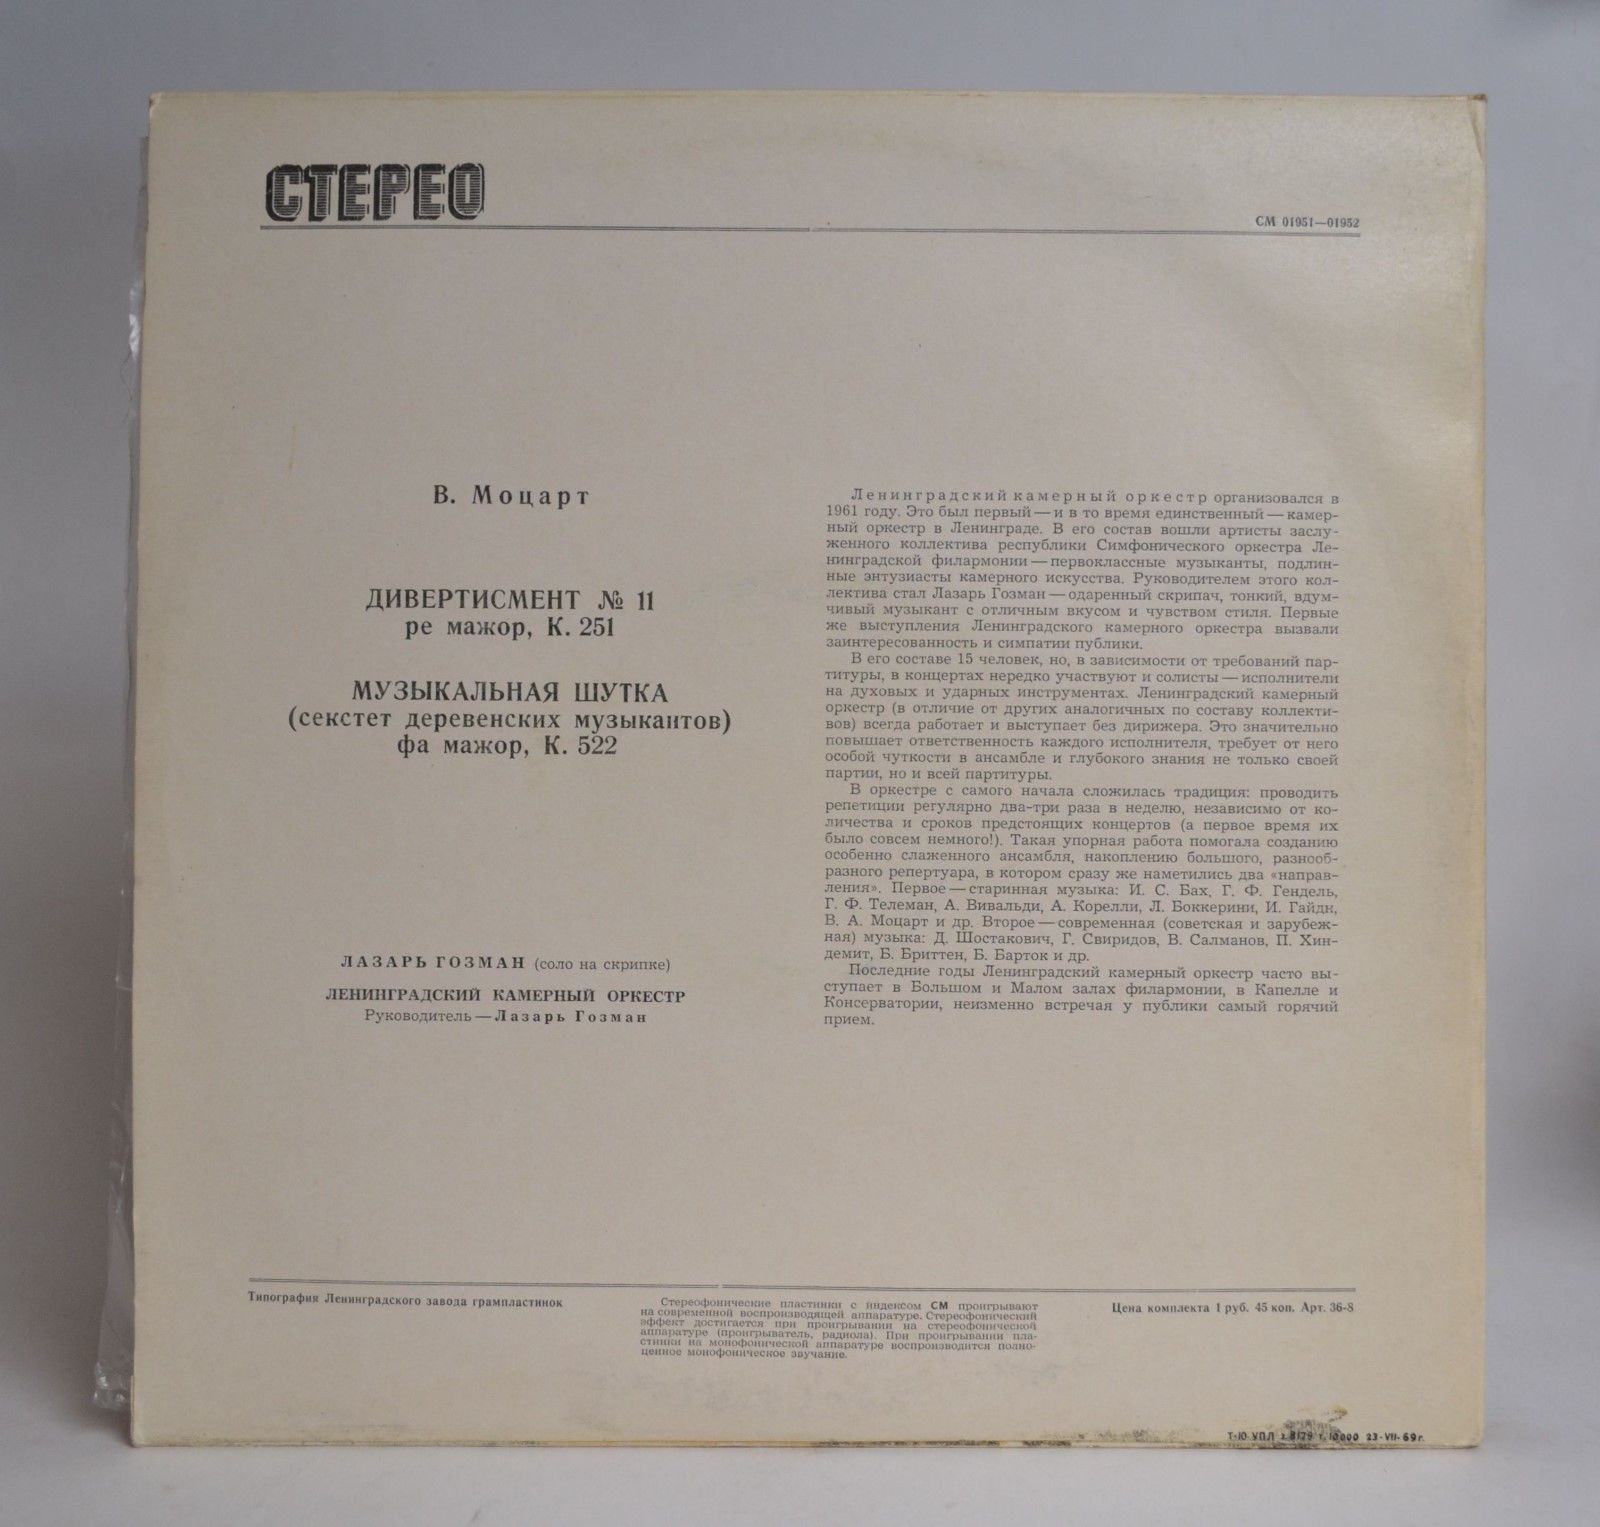 СТЕРЕО
СМ 01951—01952
В. Моцарт
ДИВЕРТИСМЕНТ № 11
ре мажор, К. 251
МУЗЫКАЛЬНАЯ ШУТКА
(секстет деревенских музыкантов)
фа мажор, К. 522
ЛАЗАРЬ ГОЗМАН (соло на скрипке)
ЛЕНИНГРАДСКИЙ КАМЕРНЫЙ ОРКЕСТР
Руководитель — Лазарь Гозман
Ленинградский камерный оркестр организовался в
1961 году. Это был первый — и в то время единственный — камер-
ный оркестр в Ленинграде. В его состав вошли артисты заслу-
женного коллектива республики Симфонического оркестра Ле-
нинградской филармонии — первоклассные музыканты, подлин-
ные энтузиасты камерного искусства. Руководителем этого кол-
лектива стал Лазарь Гозман — одаренный скрипач, тонкий, вдум-
чивый музыкант с отличным вкусом и чувством стиля. Первые
же выступления Ленинградского камерного оркестра вызвали
заинтересованность и симпатии публики.
В его составе 15 человек, но, в зависимости от требований пар-
титуры, в концертах нередко участвуют и солисты — исполнители
на духовых и ударных инструментах. Ленинградский камерный
оркестр (в отличие от других аналогичных по составу коллекти-
вов) всегда работает и выступает без дирижера. Это значительно
повышает ответственность каждого исполнителя, требует от него
особой чуткости в ансамбле и глубокого знания не только своей
партии, но и всей партитуры.
В оркестре с самого начала сложилась традиция: проводить
репетиции регулярно два-три раза в неделю, независимо от ко-
личества и сроков предстоящих концертов (а первое время их
было совсем немного!). Такая упорная работа помогала созданию
особенно слаженного ансамбля, накоплению большого, разнооб-
разного репертуара, в котором сразу же наметились два «направ-
ления». Первое — старинная музыка: И. С. Бах, Г. Ф. Гендель,
Г. Ф. Телеман, А. Вивальди, А. Корелли, Л. Боккерини, И. Гайдн,
В. А. Моцарт и др. Второе — современная (советская и зарубеж-
ная) музыка: Д. Шостакович, Г. Свиридов, В. Салманов, П. Хин-
демит, Б. Бриттен, Б. Барток и др.
Последние годы Ленинградский камерный оркестр часто вы-
ступает в Большом и Малом залах филармонии, в Капелле и
Консерватории, неизменно встречая у публики самый горячий
прием.
Типография Ленинградского завода грампластинок
Стереофонические пластинки с индексом СМ проигрывают
на современной воспроизводящей аппаратуре. Стереофонический
эффект достигается при проигрывании на стереофонической
аппаратуре (проигрыватель, радиола). При проигрывании пла-
стинки на монофонической аппаратуре воспроизводится полно-
ценное монофоническое звучание.
Цена комплекта 1 руб. 45 коп. Арт. 36-8
Т-10 УПЛ з. 8179 т. 10000 23-VII-69 г.